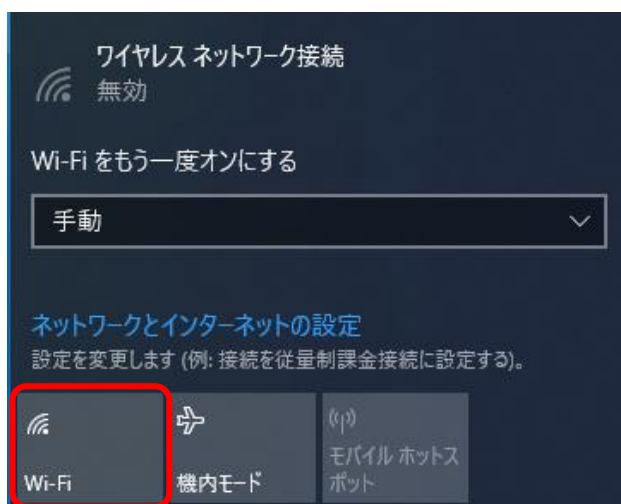 ワイヤレス ネットワーク接続
無効
Wi-Fi をもう一度オンにする
手動
ネットワークとインターネットの設定
設定を変更します (例: 接続を従量制課金接続に設定する)。
Wi-Fi
機内モード
モバイル ホットス
ポット